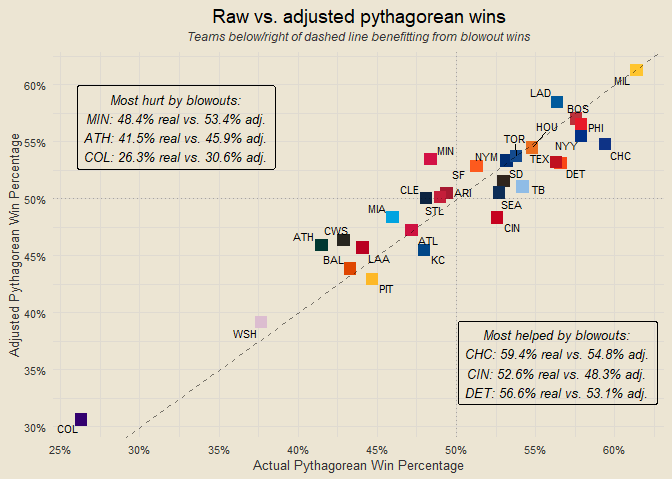 Raw vs. adjusted pythagorean wins
Teams below/right of dashed line benefitting from blowout wins
Adjusted Pythagorean Win Percentage
60%
55%
50%
45%
40%
35%
30%
Most hurt by blowouts:
MIN: 48.4% real vs. 53.4% adj.
ATH: 41.5% real vs. 45.9% adj.
COL: 26.3% real vs. 30.6% adj.
MIL
LAD
BOS
PHI
HOU
TOR
NYY
CHC
MIN
NYM
TEX
DET
SF
SD
TB
CLE
ARI
SEA
STL
MIA
CIN
CWS
ATH
ATL
LAA
KC
BAL
PIT
WSH
COL
Most helped by blowouts:
CHC: 59.4% real vs. 54.8% adj.
CIN: 52.6% real vs. 48.3% adj.
DET: 56.6% real vs. 53.1% adj.
25%
30%
35%
40%
45%
50%
55%
60%
Actual Pythagorean Win Percentage